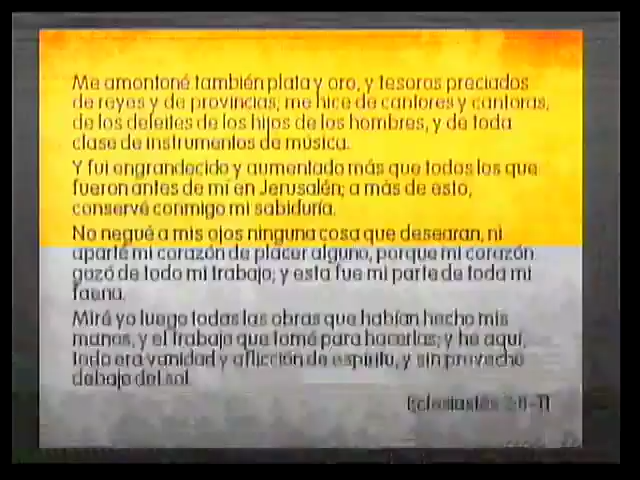 Me amontoné también plata y oro, y tesoros preciados
de reyes y de provincias; me hice de cantores y cantoras,
de los deleites de los hijos de los hombres, y de toda
clase de instrumentos de música.
Y fui engrandecido y aumentado más que todos los que
fueron antes de mí en Jerusalén; a más de esto,
conservé conmigo mi sabiduría.
No negué a mis ojos ninguna cosa que desearan, ni
aparté mi corazón de placer alguno, porque mi corazón
gozó de todo mi trabajo; y esta fue mi parte de toda mi
faena.
Miré yo luego todas las obras que habían hecho mis
manos, y el trabajo que tomé para hacerlas; y he aquí,
todo era vanidad y aflicción de espíritu, y sin provecho
debajo del sol.
Eclesiastés 2:8-11